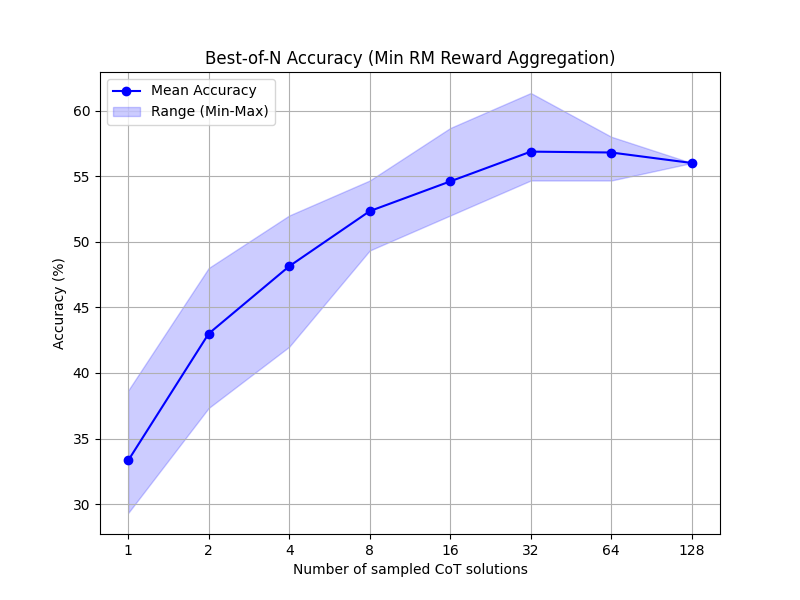 Best-of-N Accuracy (Min RM Reward Aggregation)
Mean Accuracy
Range (Min-Max)
Accuracy (%)
60
55
50
45
40
35
30
1 2 4 8 16 32 64 128
Number of sampled CoT solutions